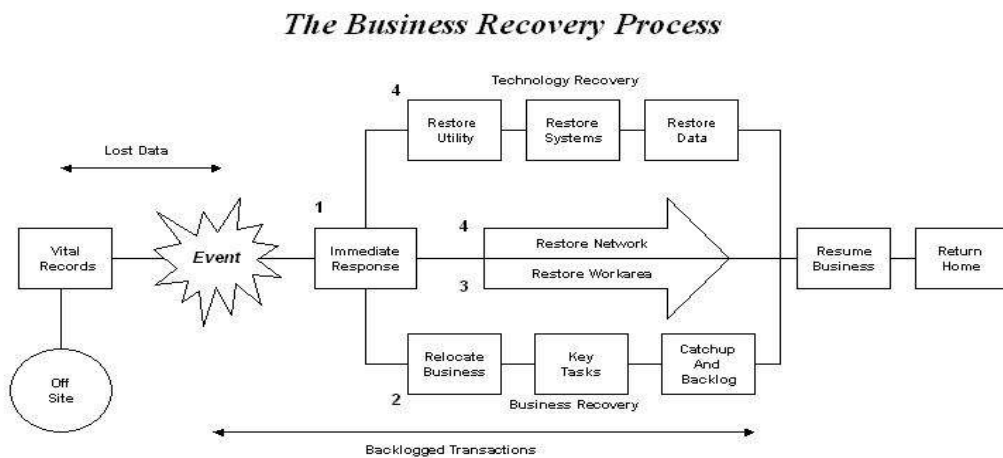 The Business Recovery Process
Technology Recovery
4
Restore
Utility
Restore
Systems
Restore
Data
Lost Data
1
Vital
Records
Event
Immediate
Response
4
Restore Network
Restore Workarea
3
Resume
Business
Return
Home
Off
Site
Relocate
Business
Key
Tasks
Catchup
And
Backlog
2
Business Recovery
Backlogged Transactions